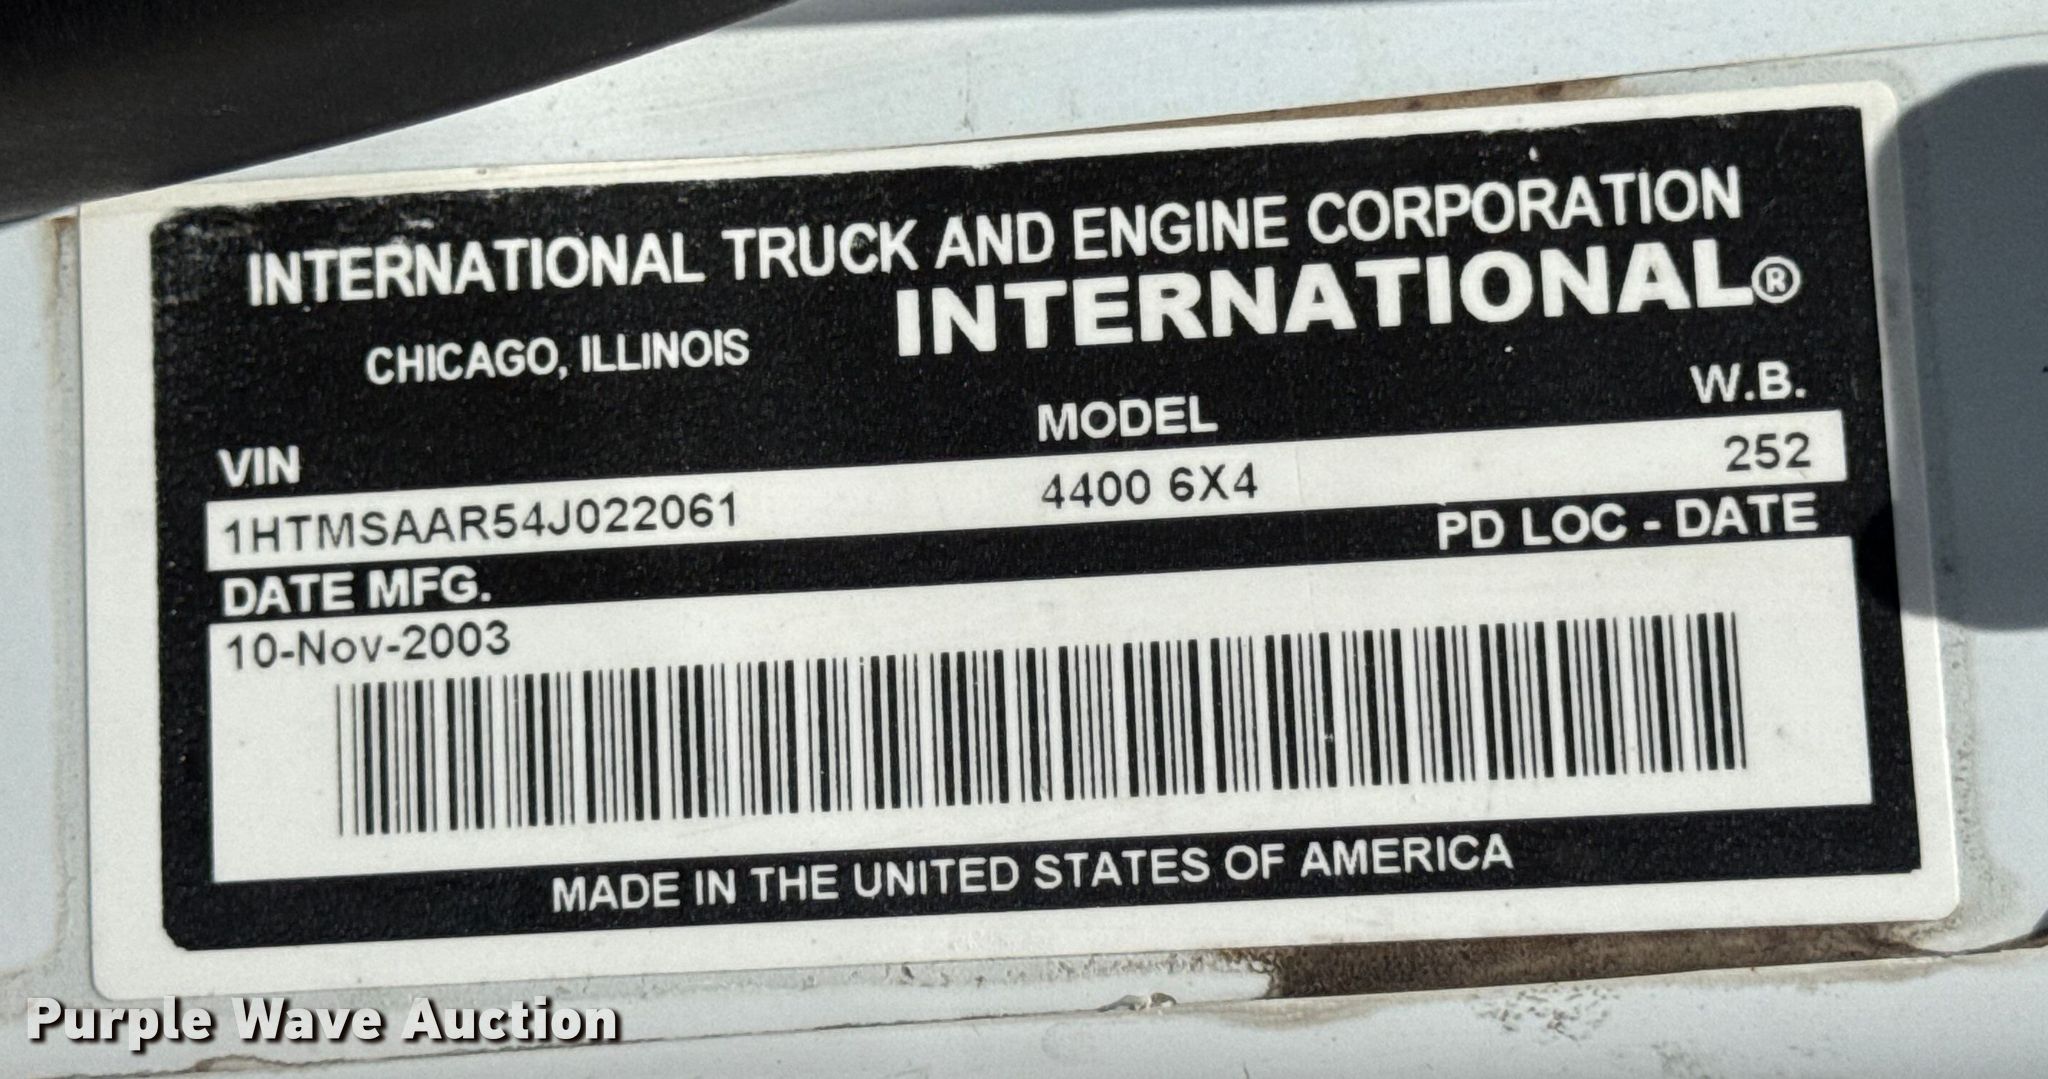 INTERNATIONAL TRUCK AND ENGINE CORPORATION
CHICAGO, ILLINOIS
INTERNATIONAL®
VIN
MODEL
W.B.
1HTMSAAR54J022061
4400 6X4
252
DATE MFG.
PD LOC - DATE
10-Nov-2003
MADE IN THE UNITED STATES OF AMERICA
Purple Wave Auction